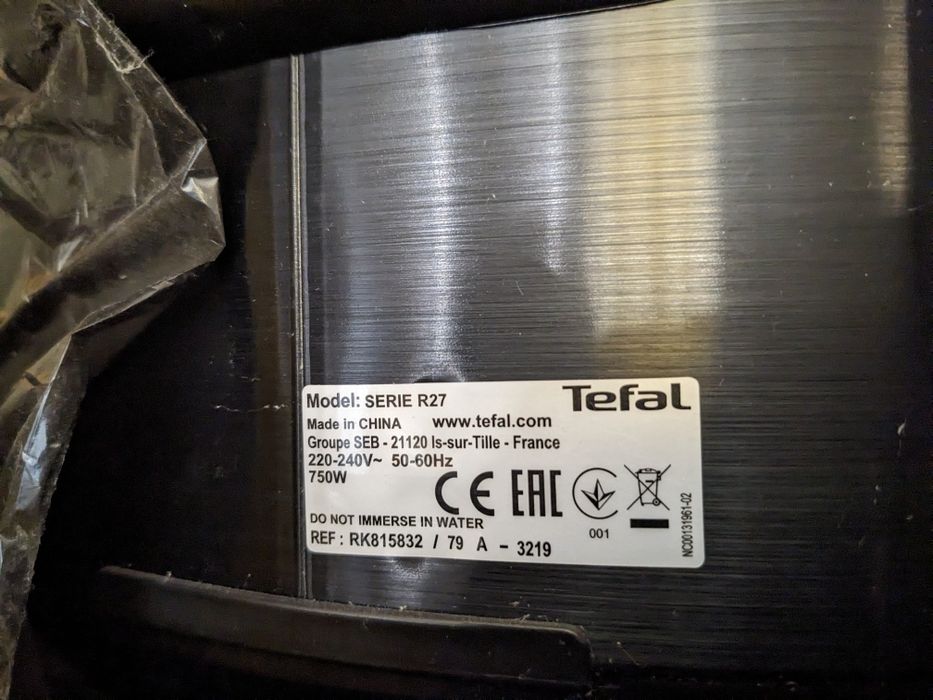 Tefal
Model: SERIE R27
Made in CHINA www.tefal.com
Groupe SEB - 21120 Is-sur-Tille - France
220-240V~ 50-60Hz
750W
CE EAC
001
DO NOT IMMERSE IN WATER
REF : RK815832 / 79 A - 3219
NC00131961-02